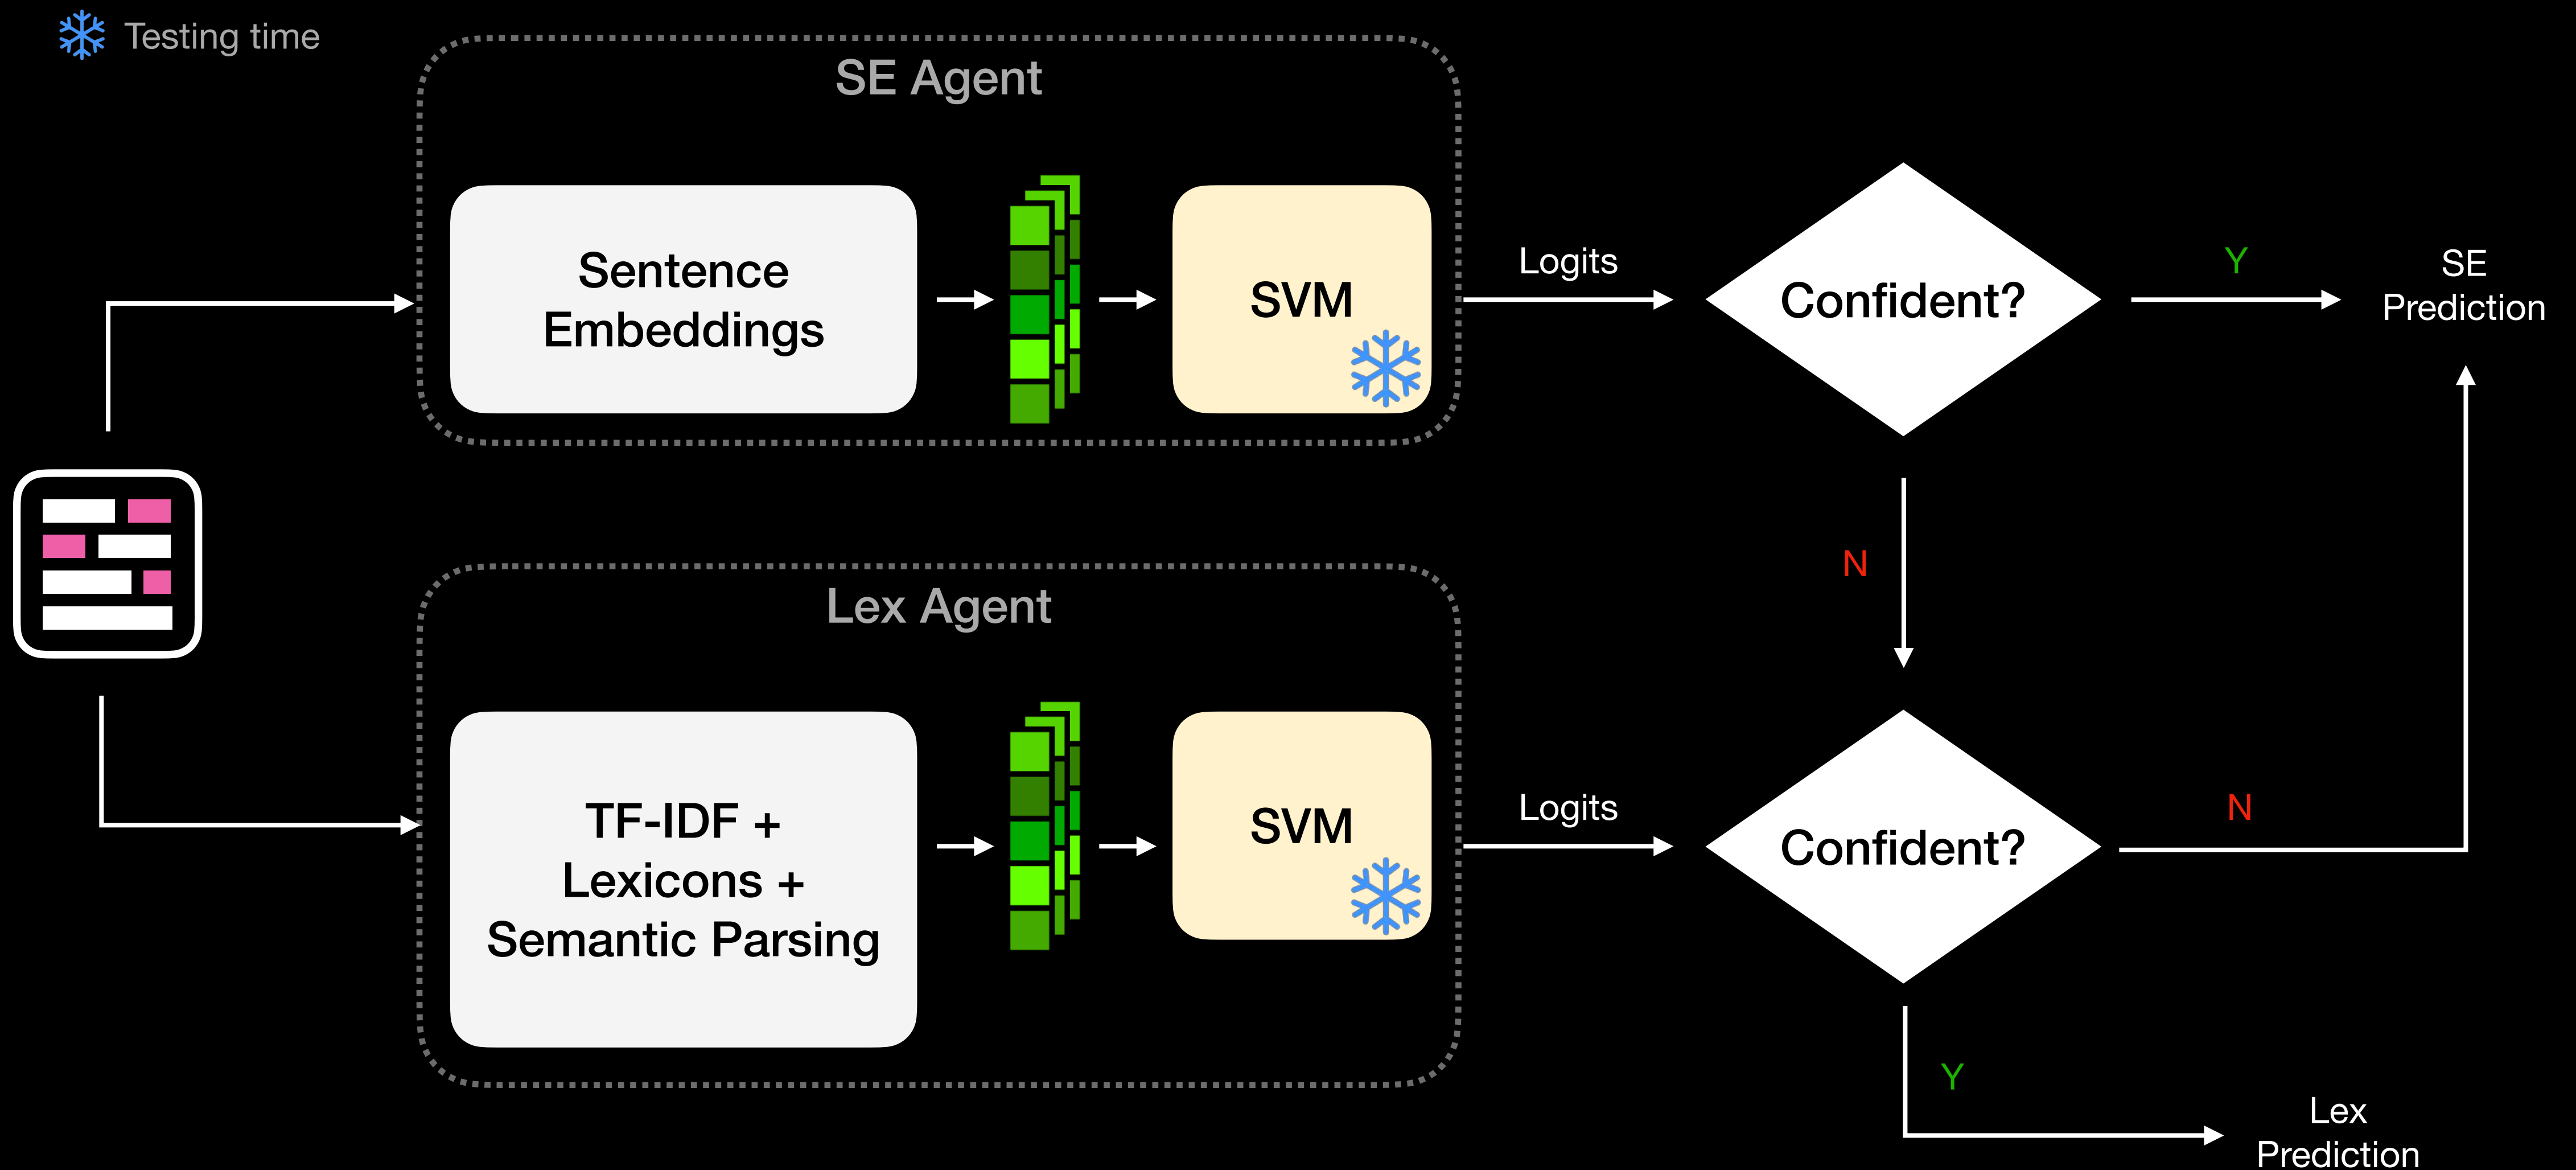 Testing time
SE Agent
Sentence
Embeddings
SVM
Logits
Confident?
Y
SE
Prediction
N
Lex Agent
TF-IDF +
Lexicons +
Semantic Parsing
SVM
Logits
Confident?
N
Y
Lex
Prediction